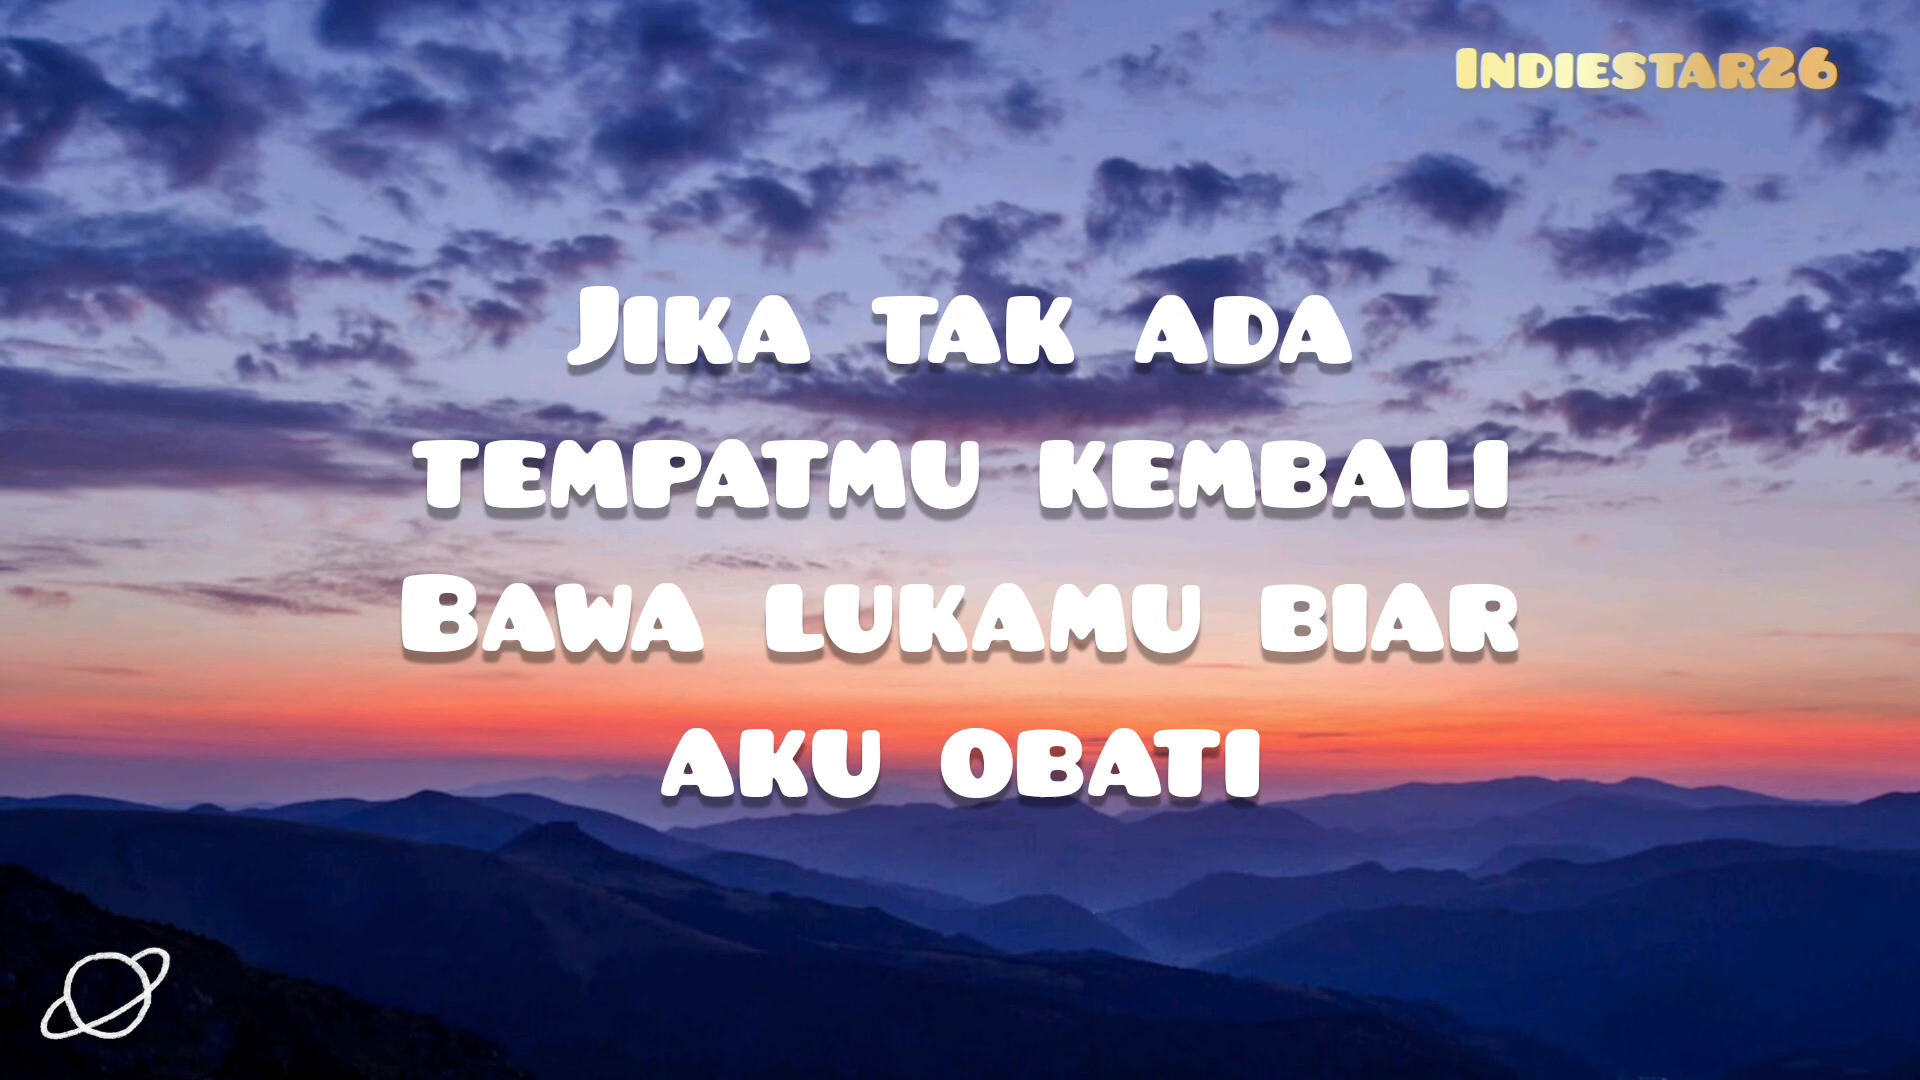 Indiestar26
Jika tak ada
tempatmu kembali
Bawa lukamu biar
aku obati